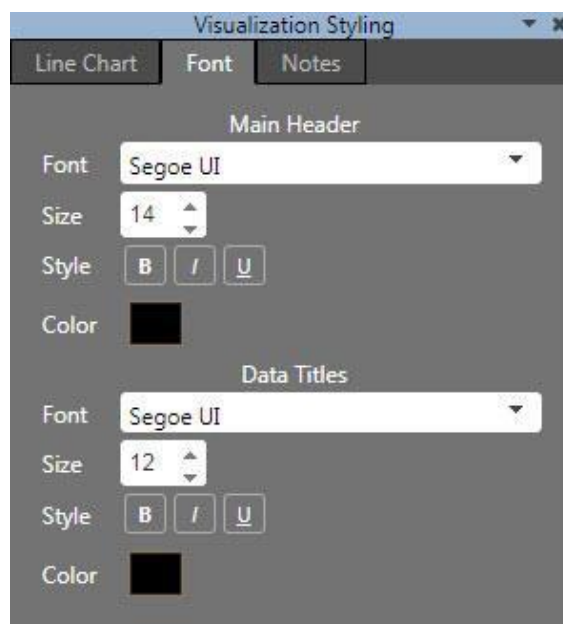 Visualization Styling
Line Chart Font Notes
Main Header
Font Segoe UI
Size 14
Style B I U
Color
Data Titles
Font Segoe UI
Size 12
Style B I U
Color